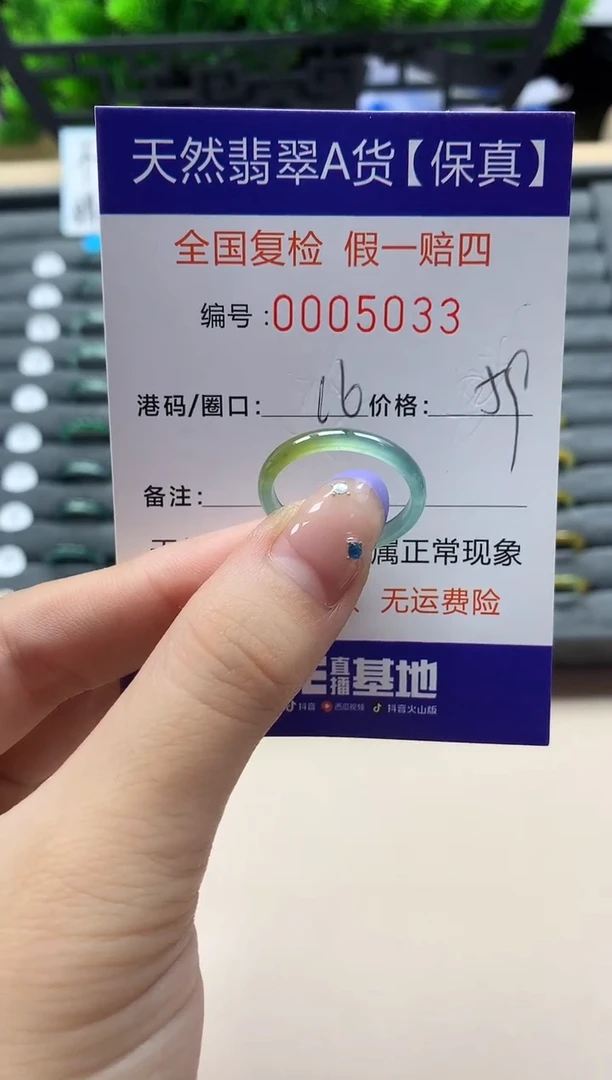 天然翡翠A货【保真】
全国复检 假一赔四
编号:0005033
港码/圈口: 16 价格:
备注:
属正常现象
无运费险
直播基地
抖音 西瓜视频 抖音火山版